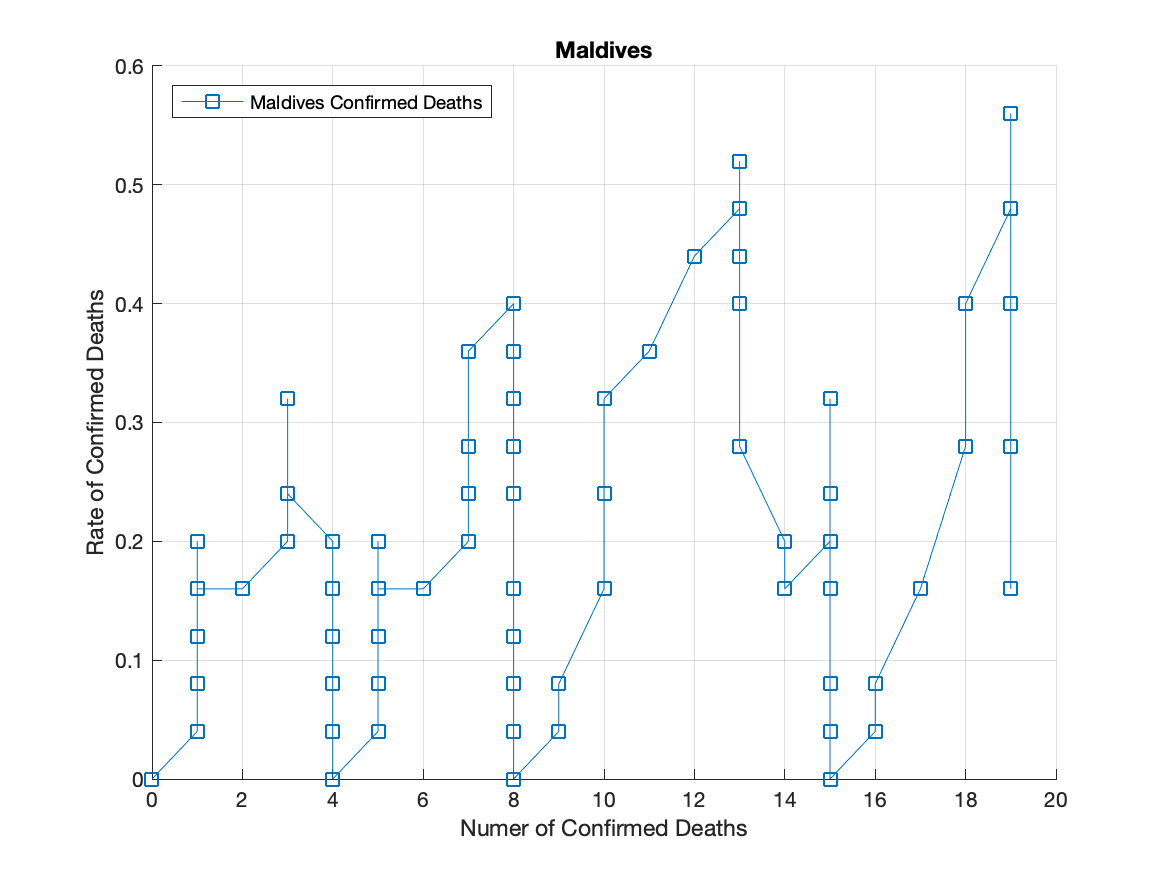 Maldives
Maldives Confirmed Deaths
0.6
0.5
0.4
0.3
0.2
0.1
0
Rate of Confirmed Deaths
0 2 4 6 8 10 12 14 16 18 20
Numer of Confirmed Deaths